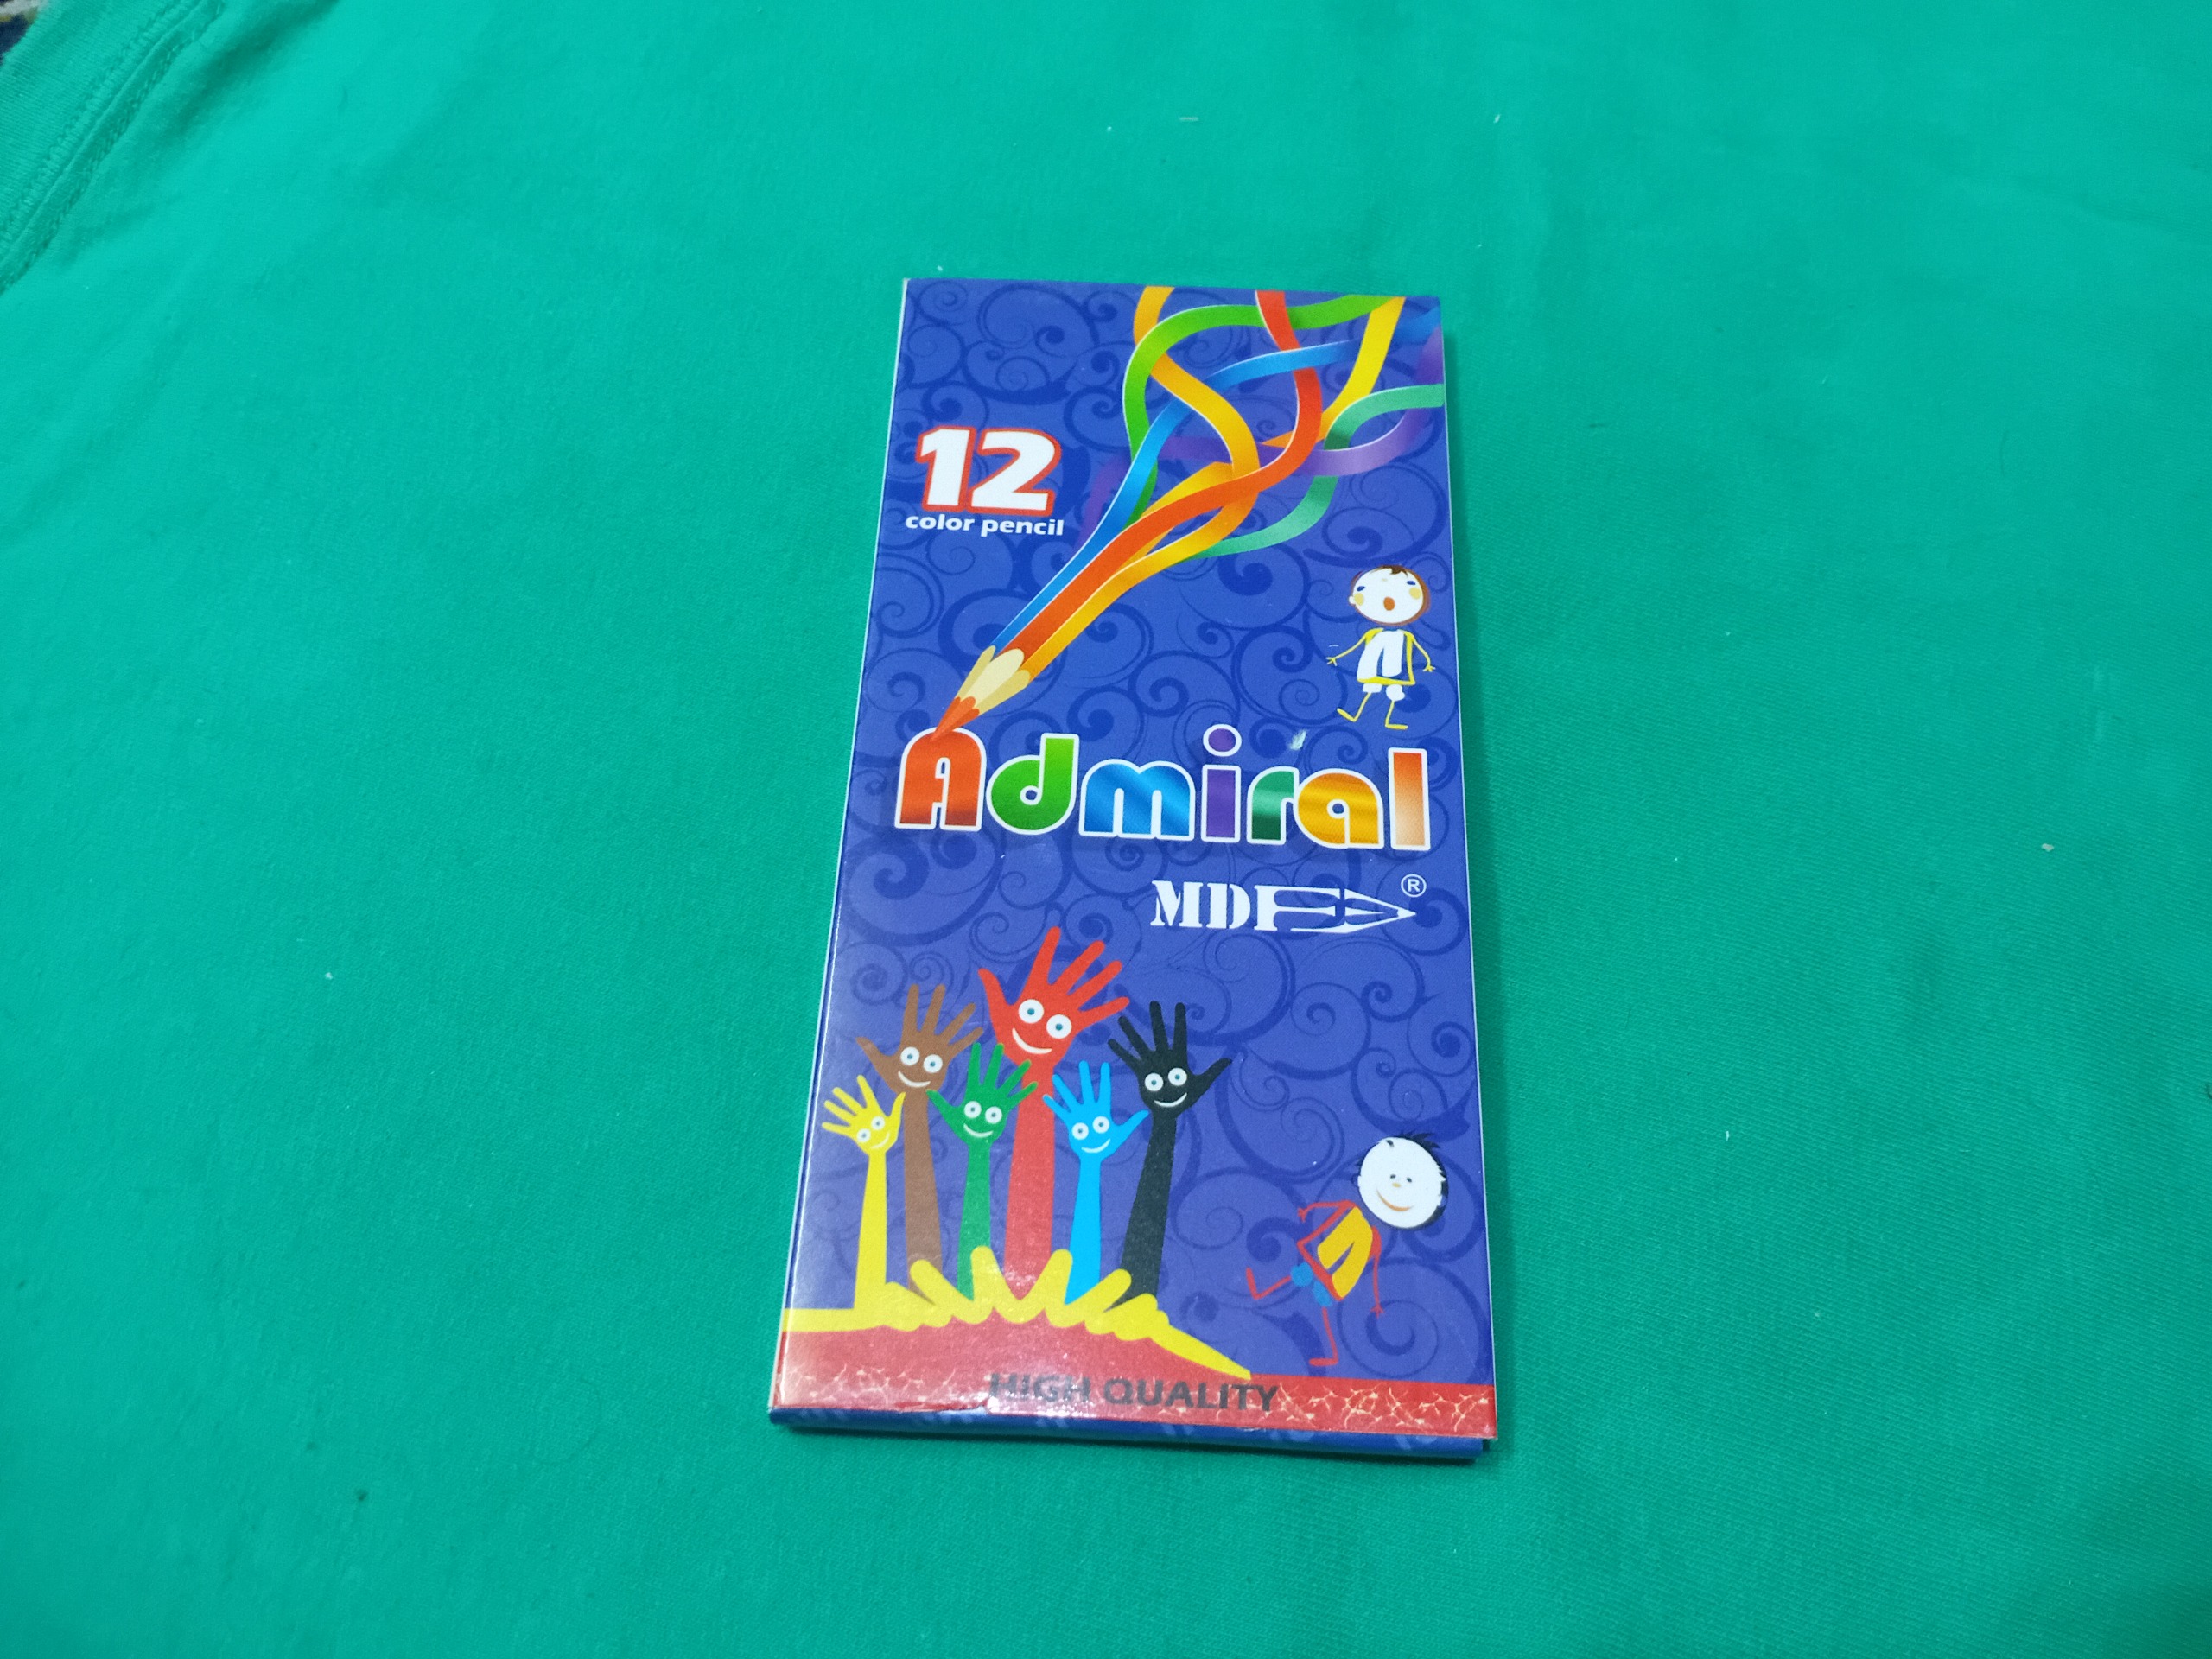 12
color pencil
Admiral
MDF®
HIGH QUALITY